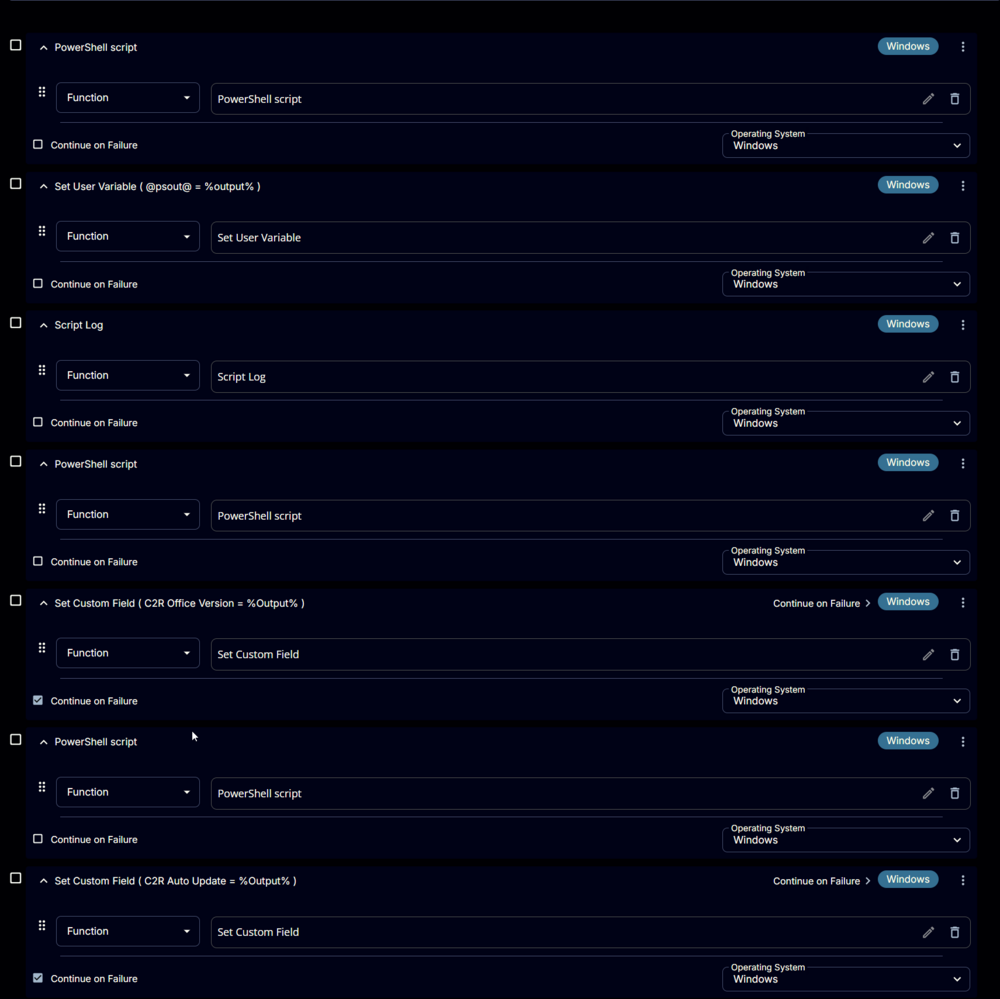 PowerShell script Windows
Function PowerShell script
Operating System
Continue on Failure Windows
Set User Variable ( @psout@ = %output% ) Windows
Function Set User Variable
Operating System
Continue on Failure Windows
Script Log Windows
Function Script Log
Operating System
Continue on Failure Windows
PowerShell script Windows
Function PowerShell script
Operating System
Continue on Failure Windows
Set Custom Field ( C2R Office Version = %Output% ) Continue on Failure Windows
Function Set Custom Field
Operating System
Continue on Failure Windows
PowerShell script Windows
Function PowerShell script
Operating System
Continue on Failure Windows
Set Custom Field ( C2R Auto Update = %Output% ) Continue on Failure Windows
Function Set Custom Field
Operating System
Continue on Failure Windows